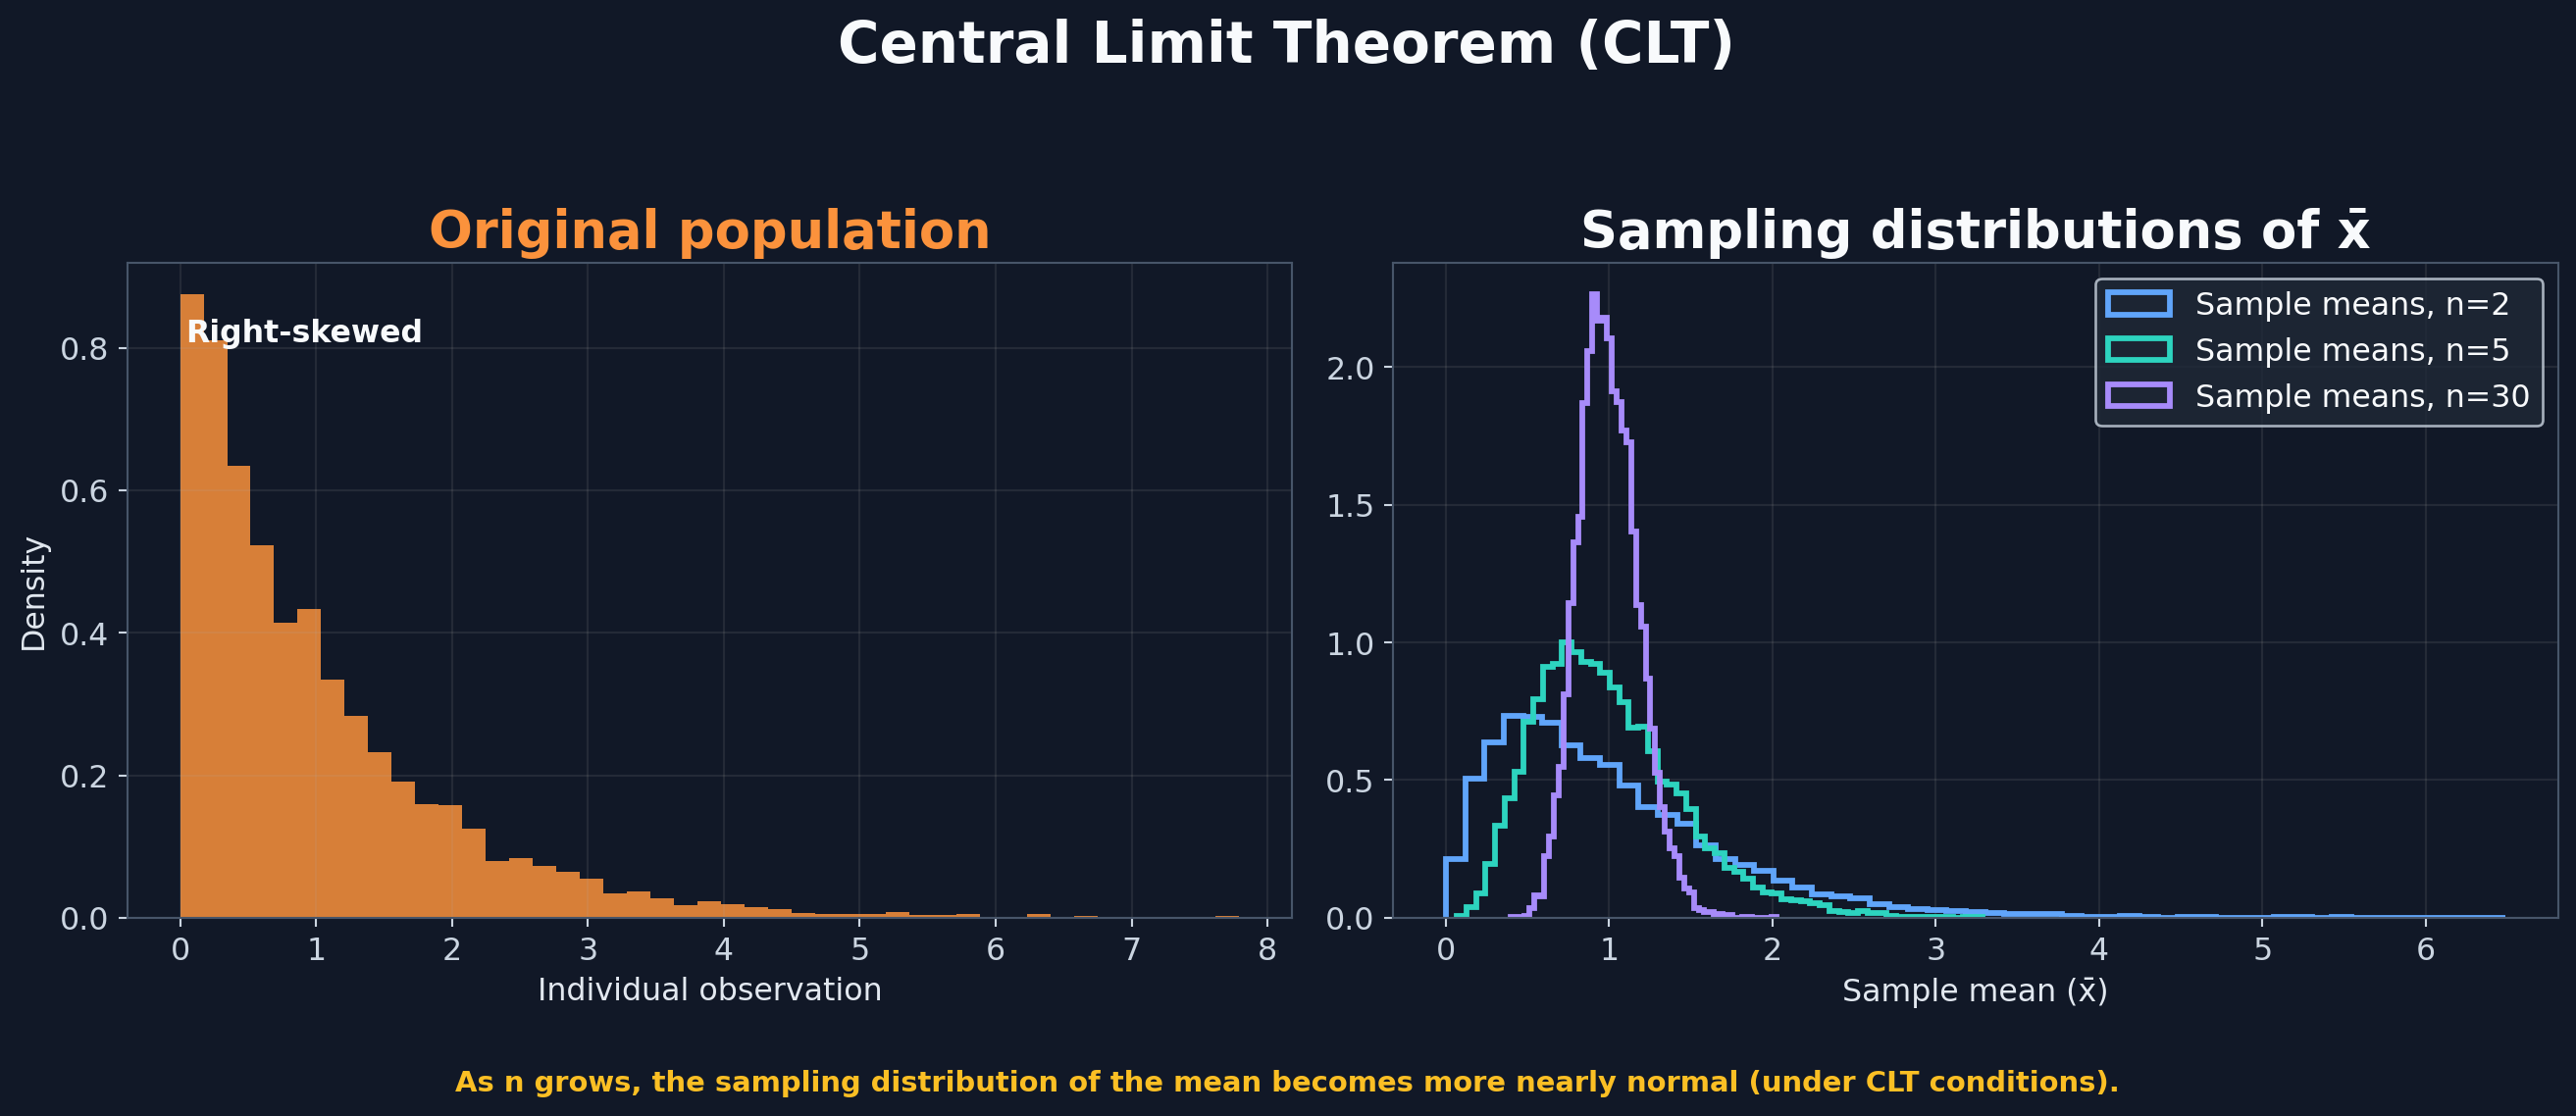 Central Limit Theorem (CLT)
Original population
Right-skewed
Density
0.8
0.6
0.4
0.2
0.0
0 1 2 3 4 5 6 7 8
Individual observation
Sampling distributions of x̄
Sample means, n=2
Sample means, n=5
Sample means, n=30
2.0
1.5
1.0
0.5
0.0
0 1 2 3 4 5 6
Sample mean (x̄)
As n grows, the sampling distribution of the mean becomes more nearly normal (under CLT conditions).